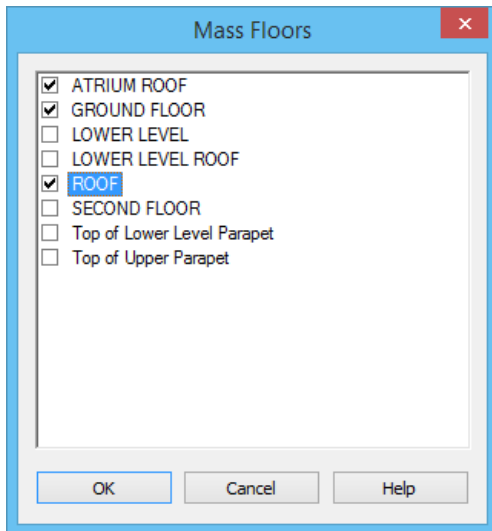 Mass Floors
ATRIUM ROOF
GROUND FLOOR
LOWER LEVEL
LOWER LEVEL ROOF
ROOF
SECOND FLOOR
Top of Lower Level Parapet
Top of Upper Parapet
OK Cancel Help